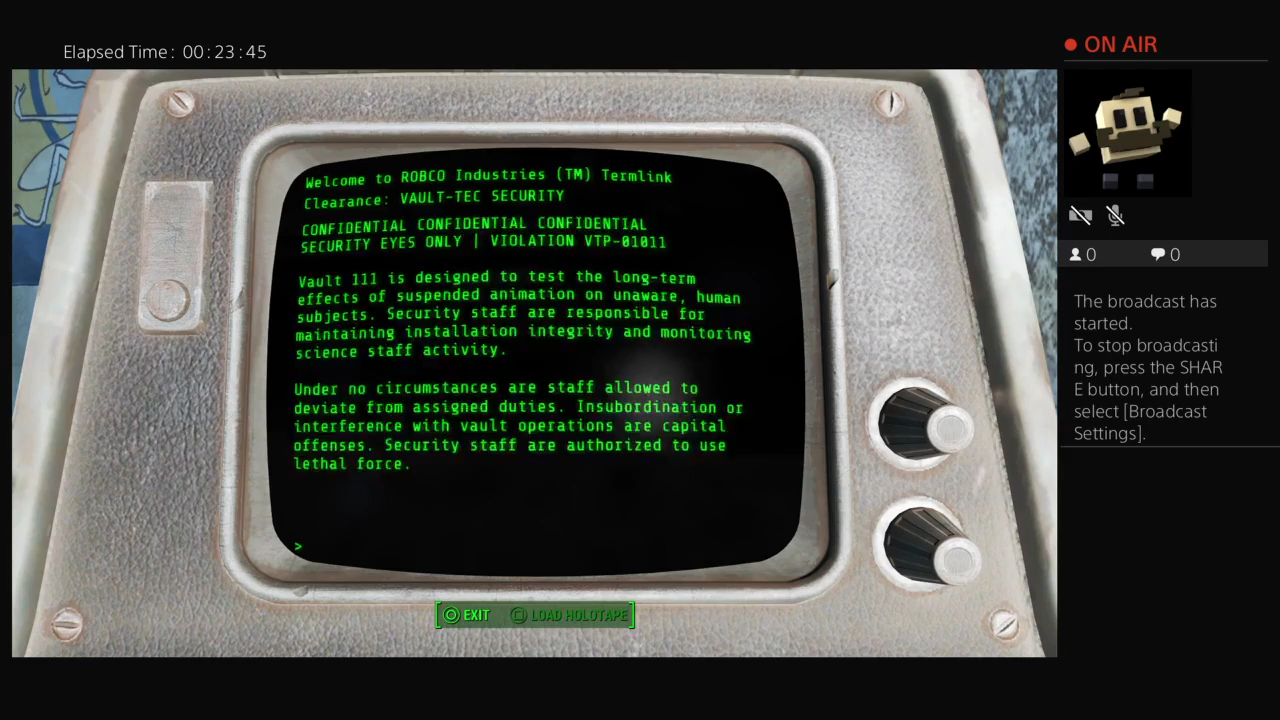 Elapsed Time: 00:23:45
ON AIR
Welcome to ROBCO Industries (TM) Termlink
Clearance: VAULT-TEC SECURITY
CONFIDENTIAL CONFIDENTIAL CONFIDENTIAL
SECURITY EYES ONLY | VIOLATION VTP-01011
Vault 111 is designed to test the long-term
effects of suspended animation on unaware, human
subjects. Security staff are responsible for
maintaining installation integrity and monitoring
science staff activity.
Under no circumstances are staff allowed to
deviate from assigned duties. Insubordination or
interference with vault operations are capital
offenses. Security staff are authorized to use
lethal force.
>
EXIT LOAD HOLOTAPE
0 0
The broadcast has
started.
To stop broadcasti
ng, press the SHAR
E button, and then
select [Broadcast
Settings].